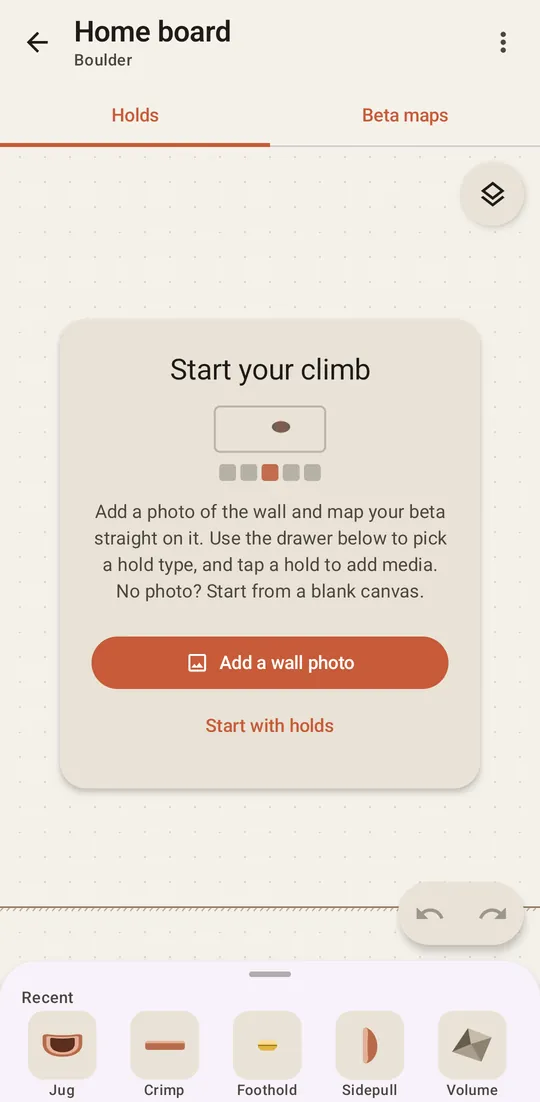 Home board
Boulder
Holds
Beta maps
Start your climb
Add a photo of the wall and map your beta
straight on it. Use the drawer below to pick
a hold type, and tap a hold to add media.
No photo? Start from a blank canvas.
Add a wall photo
Start with holds
Recent
Jug
Crimp
Foothold
Sidepull
Volume